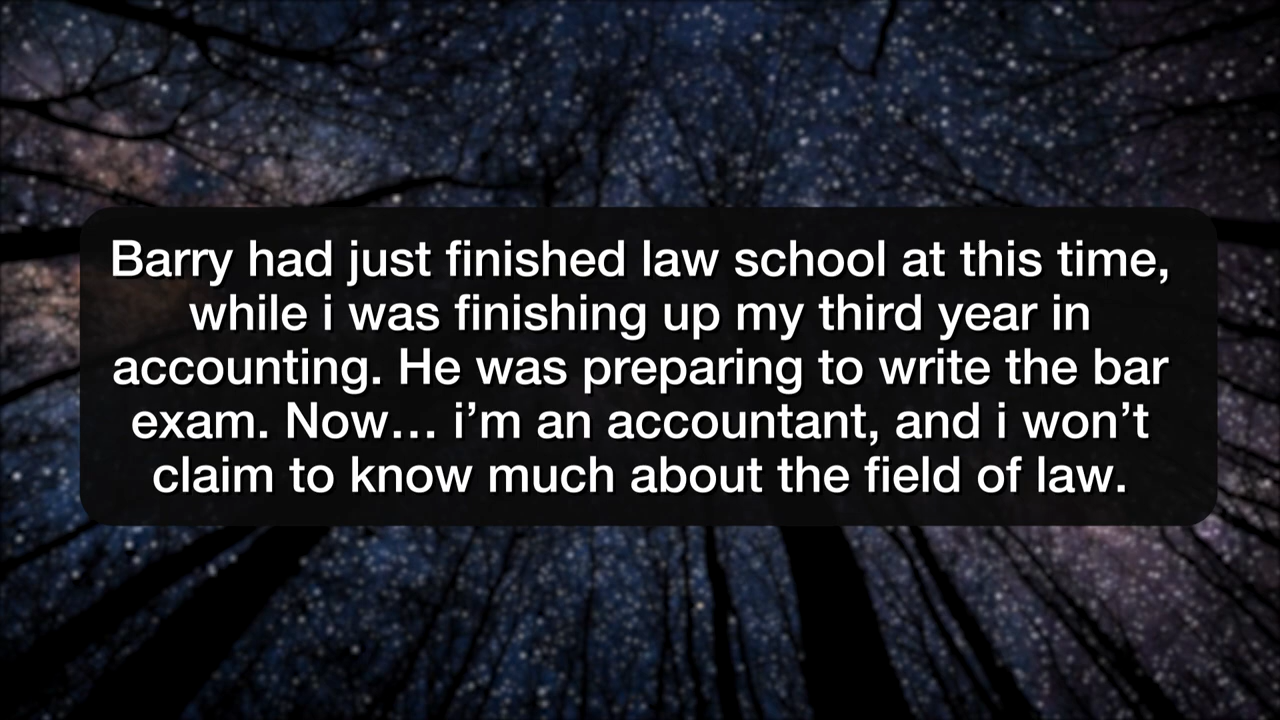 Barry had just finished law school at this time,
while i was finishing up my third year in
accounting. He was preparing to write the bar
exam. Now… i’m an accountant, and i won’t
claim to know much about the field of law.